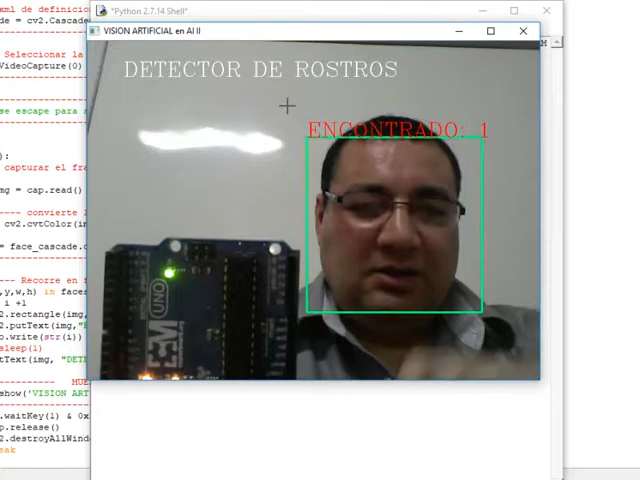 "Python 2.7.14 Shell"
VISION ARTIFICIAL en AI II
DETECTOR DE ROSTROS
ENCONTRADO: 1
UNO
xml de definicio
de = cv2.Cascade
Seleccionar la
VideoCapture(0)
se escape para
):
capturar el fra
mg = cap.read()
---- convierte
cv2.cvtColor(im
= face_cascade.
Recorre en f
,y,w,h) in faces
i +1
2.rectangle(img,
2.putText(img,"
o.write(str(i))
sleep(1)
tText(img, "DETE
MUE
show('VISION ART
.waitKey(1) & 0x
p.release()
2.destroyAllWind
eak